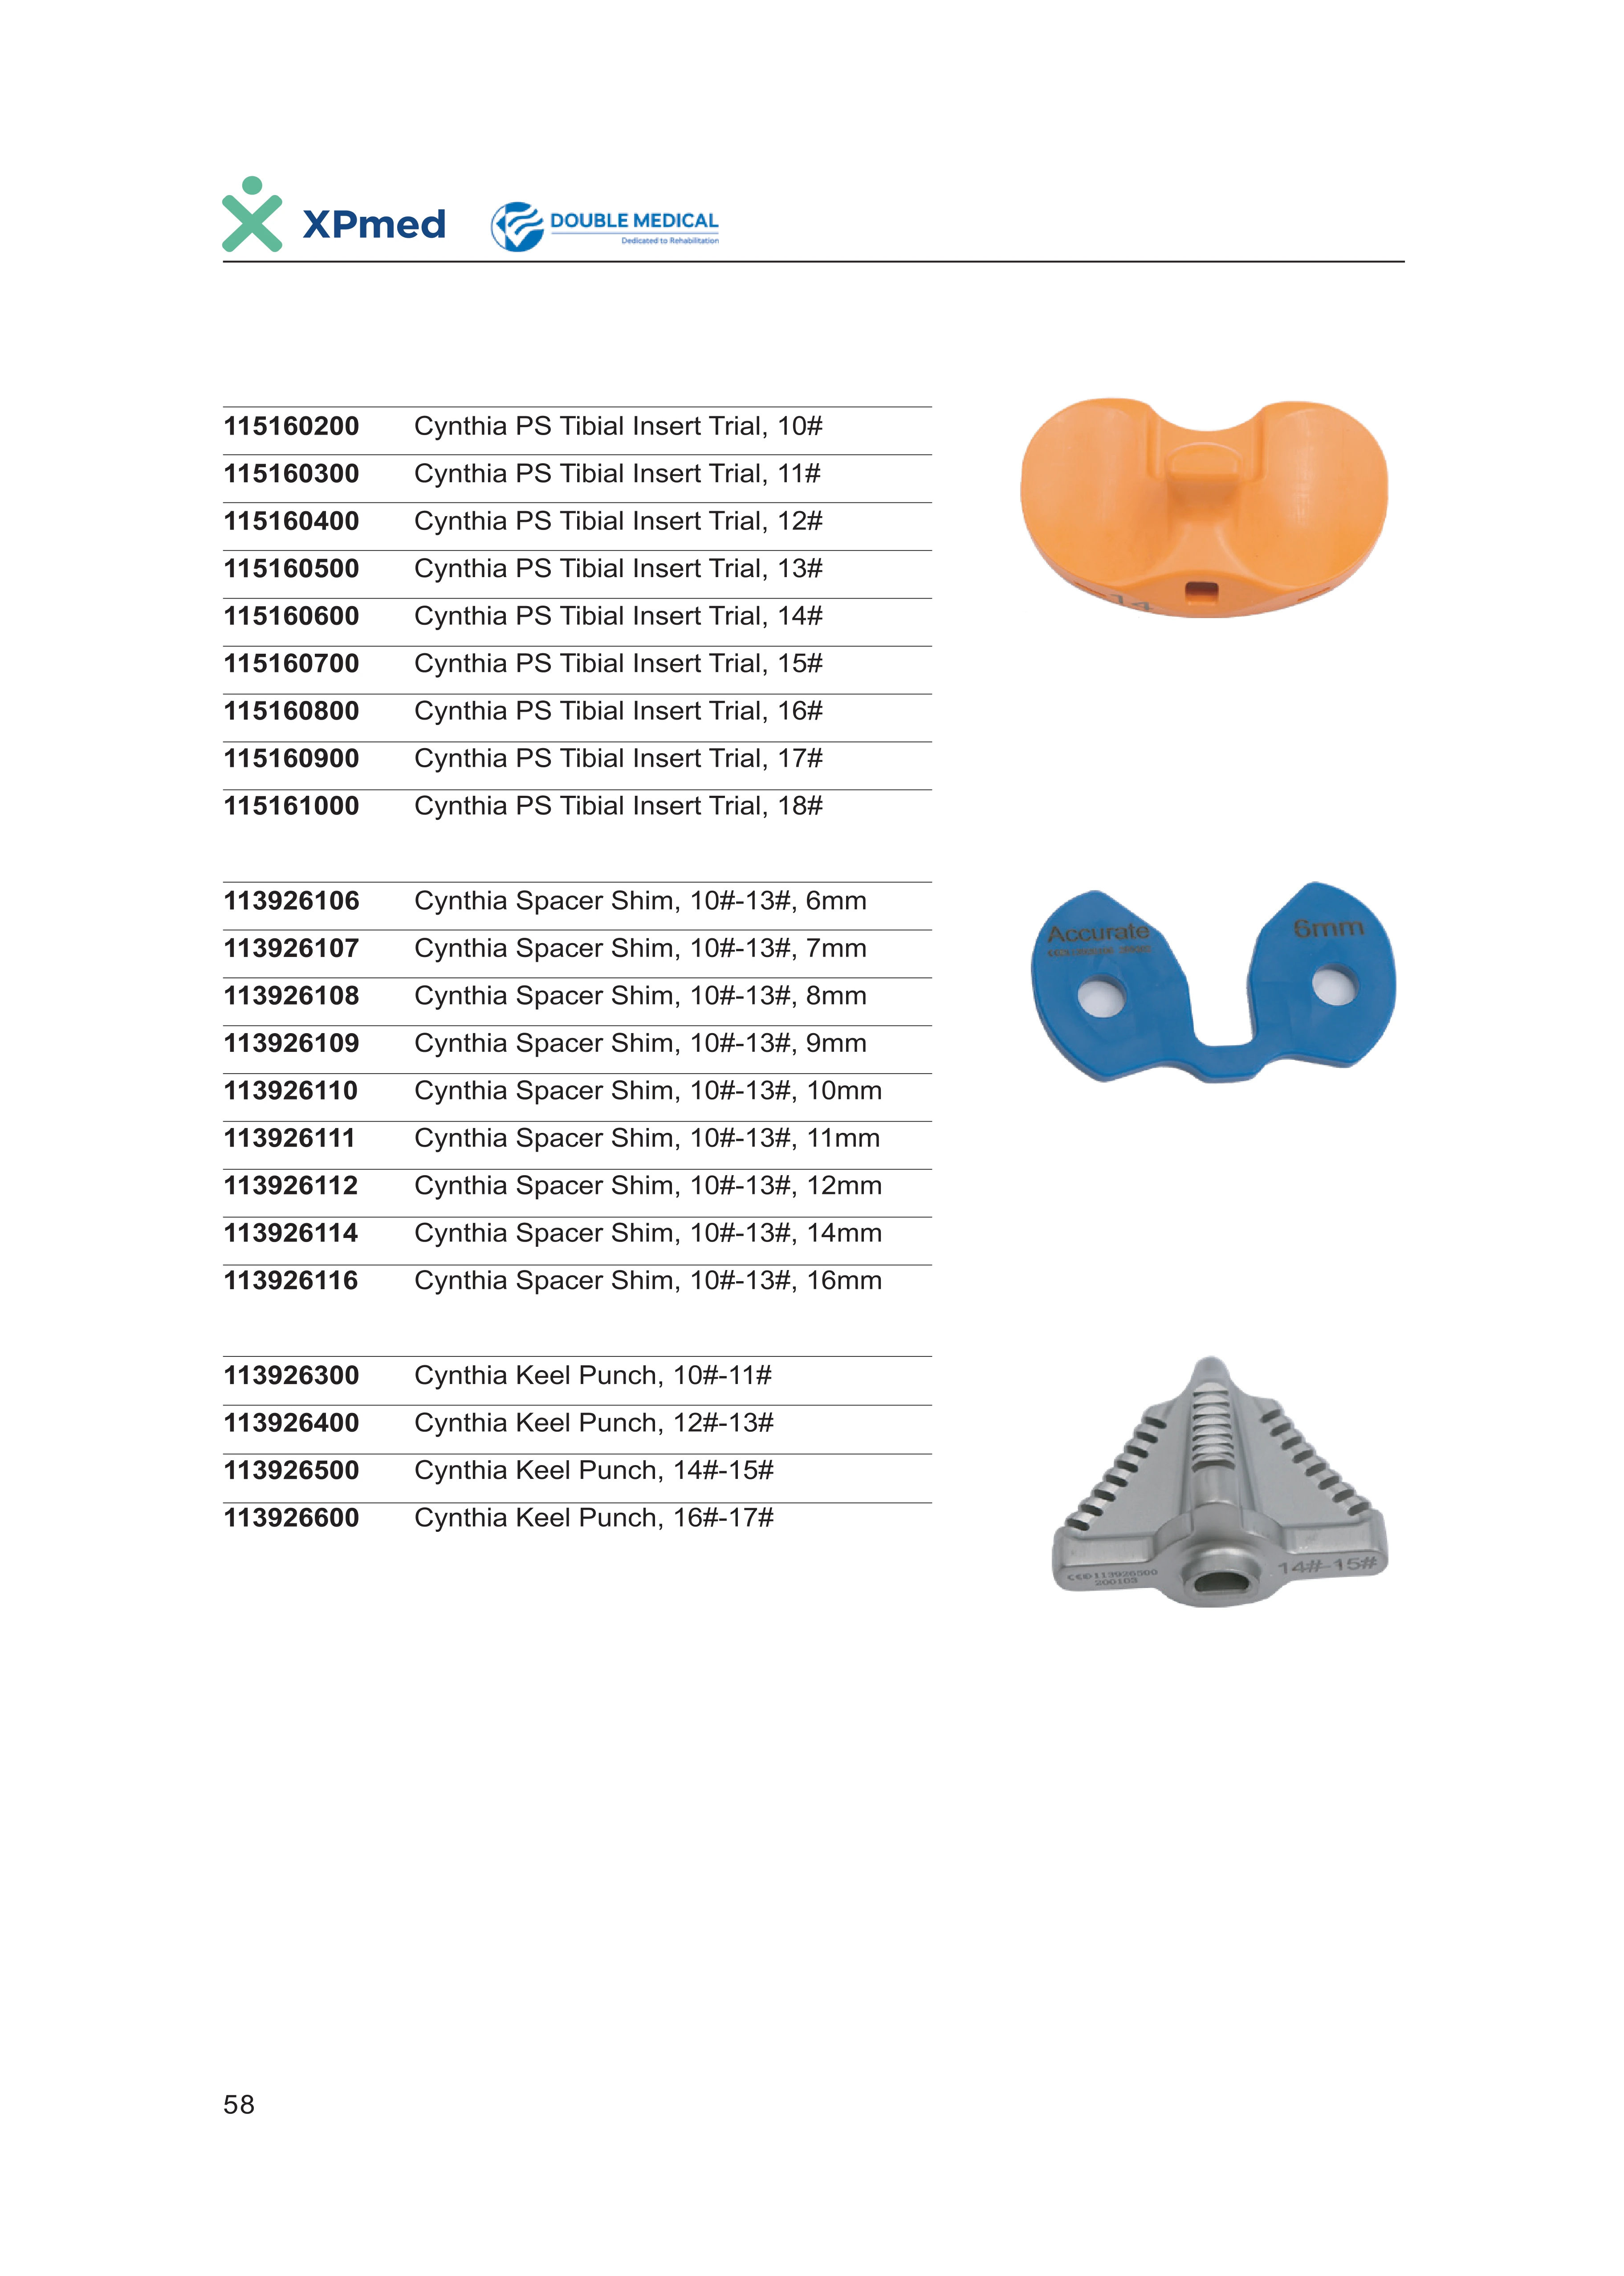 XPmed
DOUBLE MEDICAL
Dedicated to Rehabilitation
115160200 Cynthia PS Tibial Insert Trial, 10#
115160300 Cynthia PS Tibial Insert Trial, 11#
115160400 Cynthia PS Tibial Insert Trial, 12#
115160500 Cynthia PS Tibial Insert Trial, 13#
115160600 Cynthia PS Tibial Insert Trial, 14#
115160700 Cynthia PS Tibial Insert Trial, 15#
115160800 Cynthia PS Tibial Insert Trial, 16#
115160900 Cynthia PS Tibial Insert Trial, 17#
115161000 Cynthia PS Tibial Insert Trial, 18#
14
113926106 Cynthia Spacer Shim, 10#-13#, 6mm
113926107 Cynthia Spacer Shim, 10#-13#, 7mm
113926108 Cynthia Spacer Shim, 10#-13#, 8mm
113926109 Cynthia Spacer Shim, 10#-13#, 9mm
113926110 Cynthia Spacer Shim, 10#-13#, 10mm
113926111 Cynthia Spacer Shim, 10#-13#, 11mm
113926112 Cynthia Spacer Shim, 10#-13#, 12mm
113926114 Cynthia Spacer Shim, 10#-13#, 14mm
113926116 Cynthia Spacer Shim, 10#-13#, 16mm
Accurate
6mm
113926300 Cynthia Keel Punch, 10#-11#
113926400 Cynthia Keel Punch, 12#-13#
113926500 Cynthia Keel Punch, 14#-15#
113926600 Cynthia Keel Punch, 16#-17#
113926500
200103
14#-15#
58